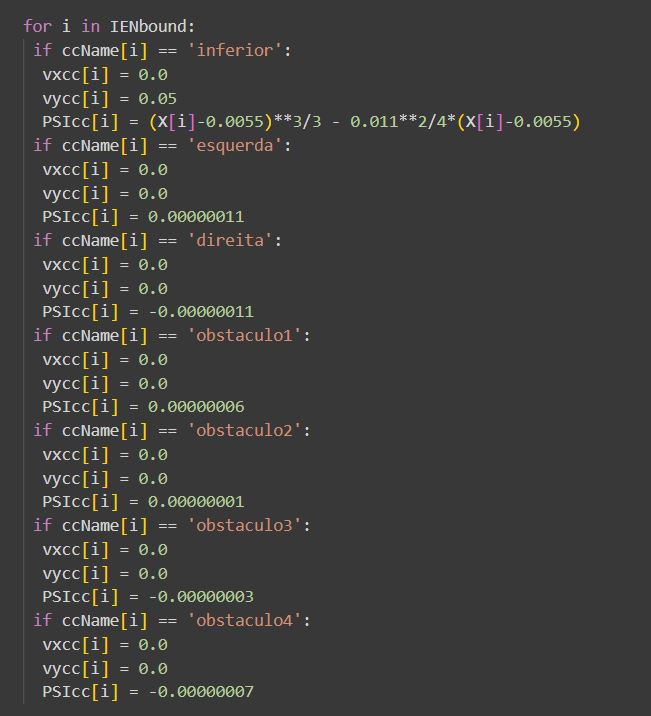 for i in IENbound:
 if ccName[i] == 'inferior':
  vxcc[i] = 0.0
  vycc[i] = 0.05
  PSIcc[i] = (X[i]-0.0055)**3/3 - 0.011**2/4*(X[i]-0.0055)
 if ccName[i] == 'esquerda':
  vxcc[i] = 0.0
  vycc[i] = 0.0
  PSIcc[i] = 0.00000011
 if ccName[i] == 'direita':
  vxcc[i] = 0.0
  vycc[i] = 0.0
  PSIcc[i] = -0.00000011
 if ccName[i] == 'obstaculo1':
  vxcc[i] = 0.0
  vycc[i] = 0.0
  PSIcc[i] = 0.00000006
 if ccName[i] == 'obstaculo2':
  vxcc[i] = 0.0
  vycc[i] = 0.0
  PSIcc[i] = 0.00000001
 if ccName[i] == 'obstaculo3':
  vxcc[i] = 0.0
  vycc[i] = 0.0
  PSIcc[i] = -0.00000003
 if ccName[i] == 'obstaculo4':
  vxcc[i] = 0.0
  vycc[i] = 0.0
  PSIcc[i] = -0.00000007